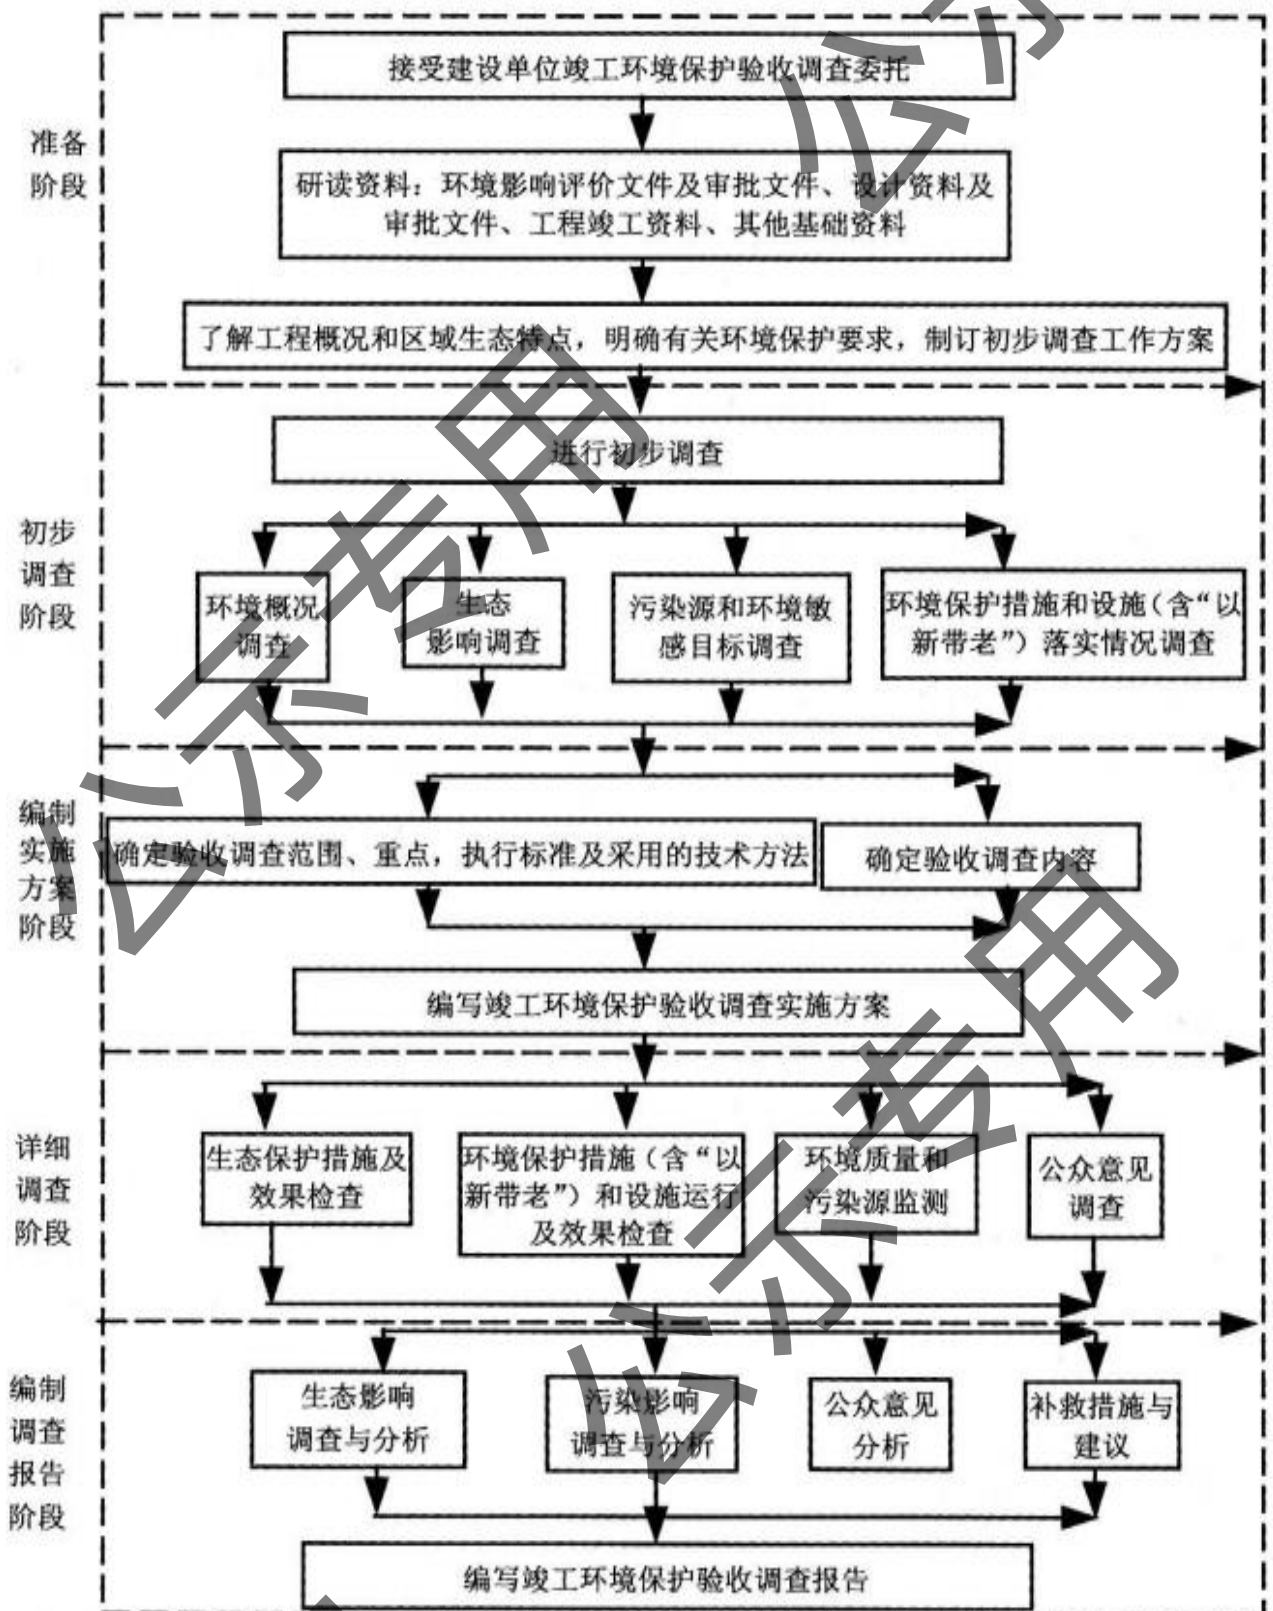 接受建设单位竣工环境保护验收调查委托
准备
阶段
研读资料：环境影响评价文件及审批文件、设计资料及
审批文件、工程竣工资料、其他基础资料
了解工程概况和区域生态特点，明确有关环境保护要求，制订初步调查工作方案
进行初步调查
初步
调查
阶段
环境概况
调查
生态
影响调查
污染源和环境敏
感目标调查
环境保护措施和设施（含“以
新带老”）落实情况调查
编制
实施
方案
阶段
确定验收调查范围、重点，执行标准及采用的技术方法
确定验收调查内容
编写竣工环境保护验收调查实施方案
详细
调查
阶段
生态保护措施及
效果检查
环境保护措施（含“以
新带老”）和设施运行
及效果检查
环境质量和
污染源监测
公众意见
调查
编制
调查
报告
阶段
生态影响
调查与分析
污染影响
调查与分析
公众意见
分析
补救措施与
建议
编写竣工环境保护验收调查报告
公示
公示专用
公示专用